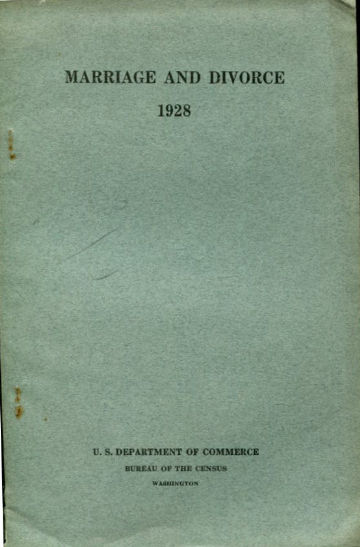 MARRIAGE AND DIVORCE
1928
U. S. DEPARTMENT OF COMMERCE
BUREAU OF THE CENSUS
WASHINGTON